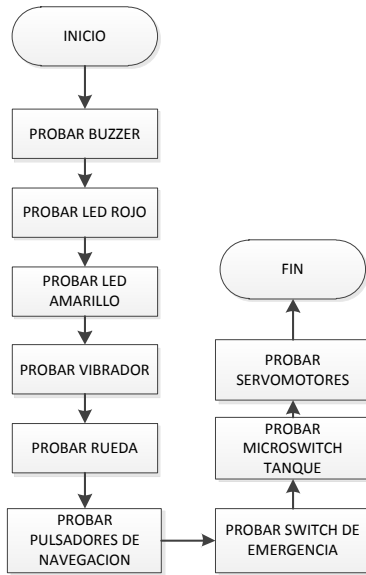 INICIO
PROBAR BUZZER
PROBAR LED ROJO
PROBAR LED
AMARILLO
PROBAR VIBRADOR
PROBAR RUEDA
PROBAR
PULSADORES DE
NAVEGACION
PROBAR SWITCH DE
EMERGENCIA
PROBAR
MICROSWITCH
TANQUE
PROBAR
SERVOMOTORES
FIN